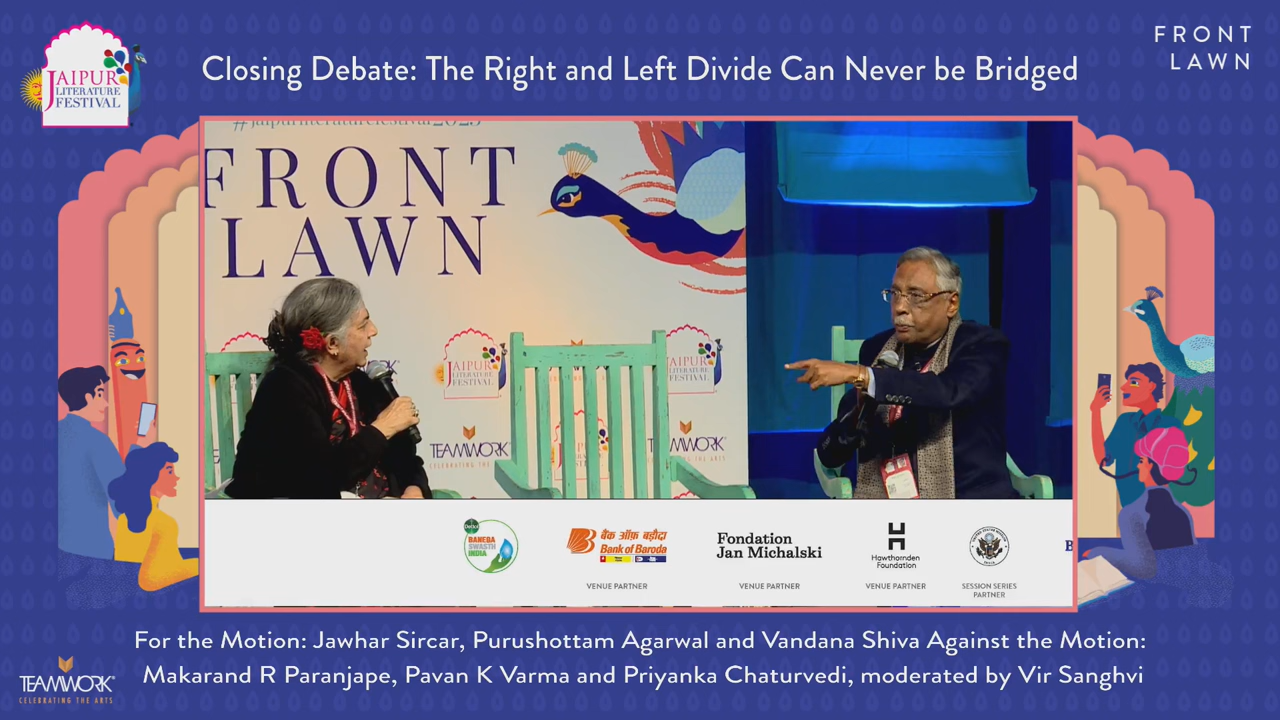 FRONT
LAWN
JAIPUR
LITERATURE
FESTIVAL
Closing Debate: The Right and Left Divide Can Never be Bridged
#jaipurliteraturefestival2023
FRONT
LAWN
JAIPUR
LITERATURE
FESTIVAL
JAIPUR
LITERATURE
FESTIVAL
TEAMWORK
TEAMWORK
Dettol
BANEGA
SWASTH
INDIA
बैंक ऑफ़ बड़ौदा
Bank of Baroda
Fondation
Jan Michalski
Hawthornden
Foundation
VENUE PARTNER
VENUE PARTNER
VENUE PARTNER
SESSION SERIES
PARTNER
For the Motion: Jawhar Sircar, Purushottam Agarwal and Vandana Shiva Against the Motion:
Makarand R Paranjape, Pavan K Varma and Priyanka Chaturvedi, moderated by Vir Sanghvi
TEAMWORK
CELEBRATING THE ARTS